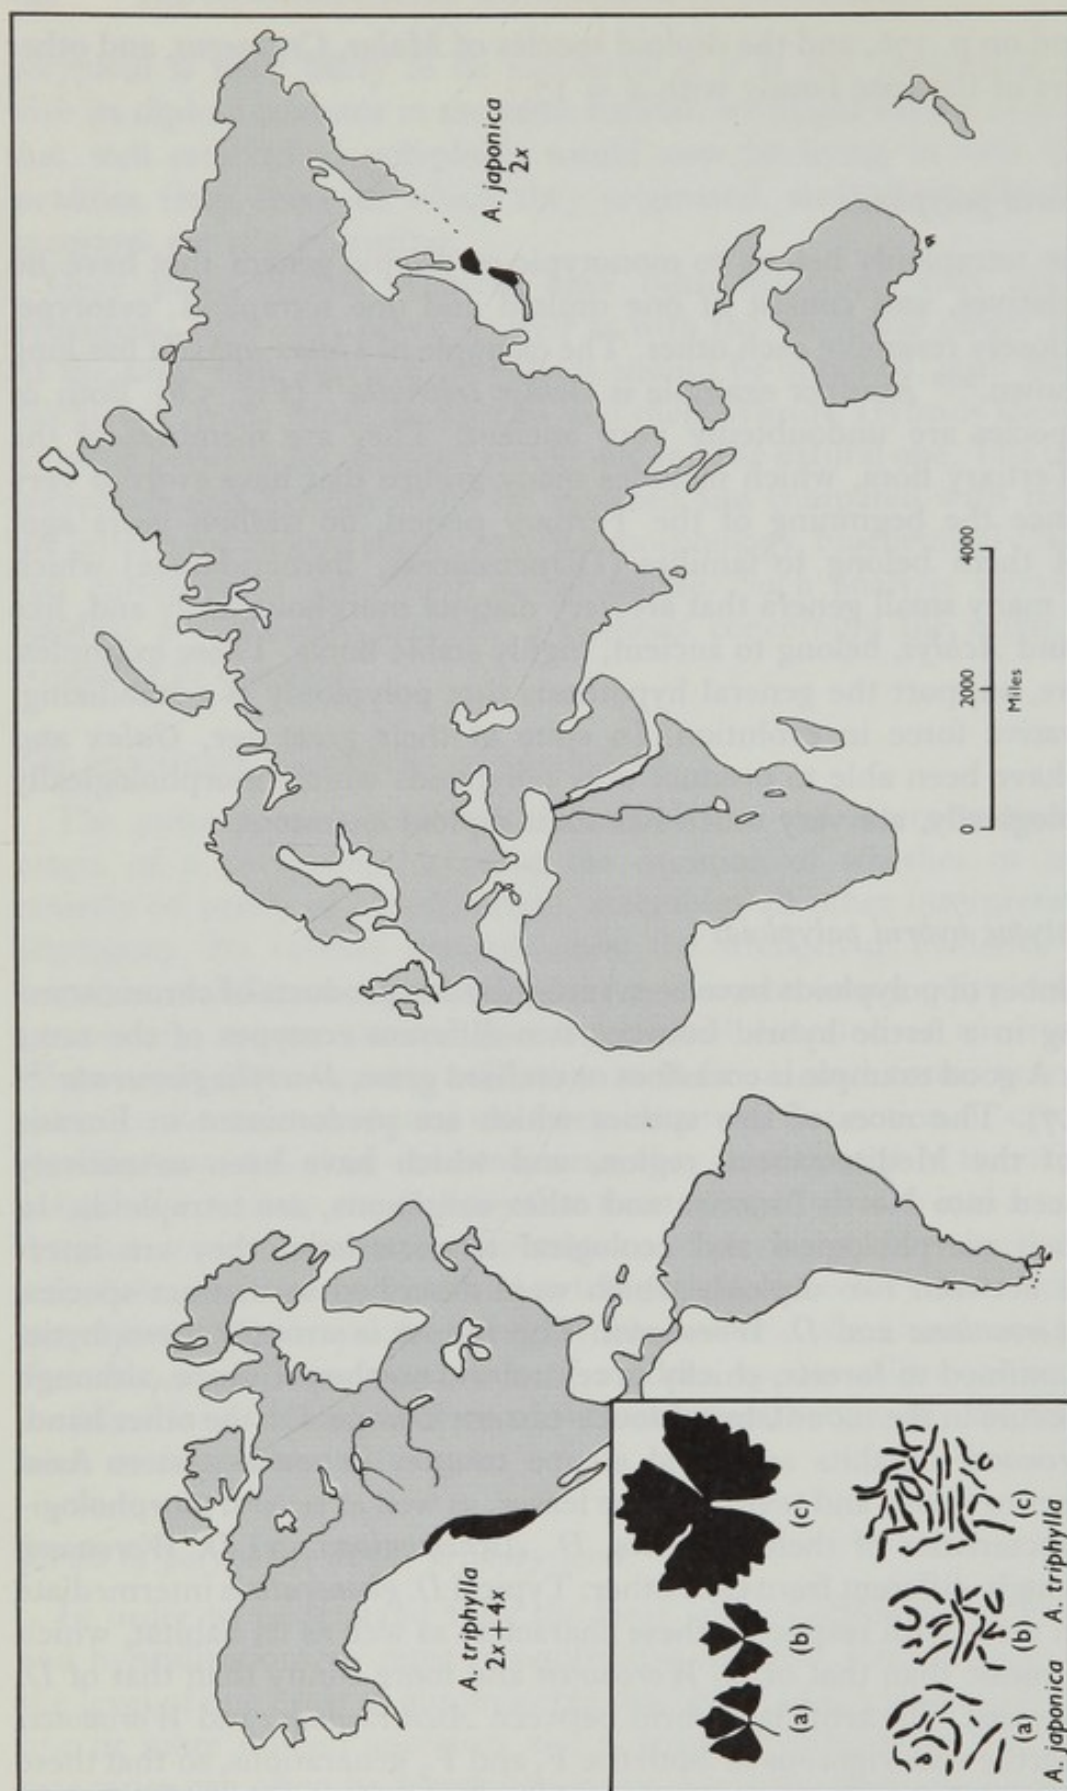 A. triphylla
2x+4x
A. japonica
2x
0 2000 4000
Miles
(a) (b) (c)
(a) (b) (c)
A. japonica A. triphylla